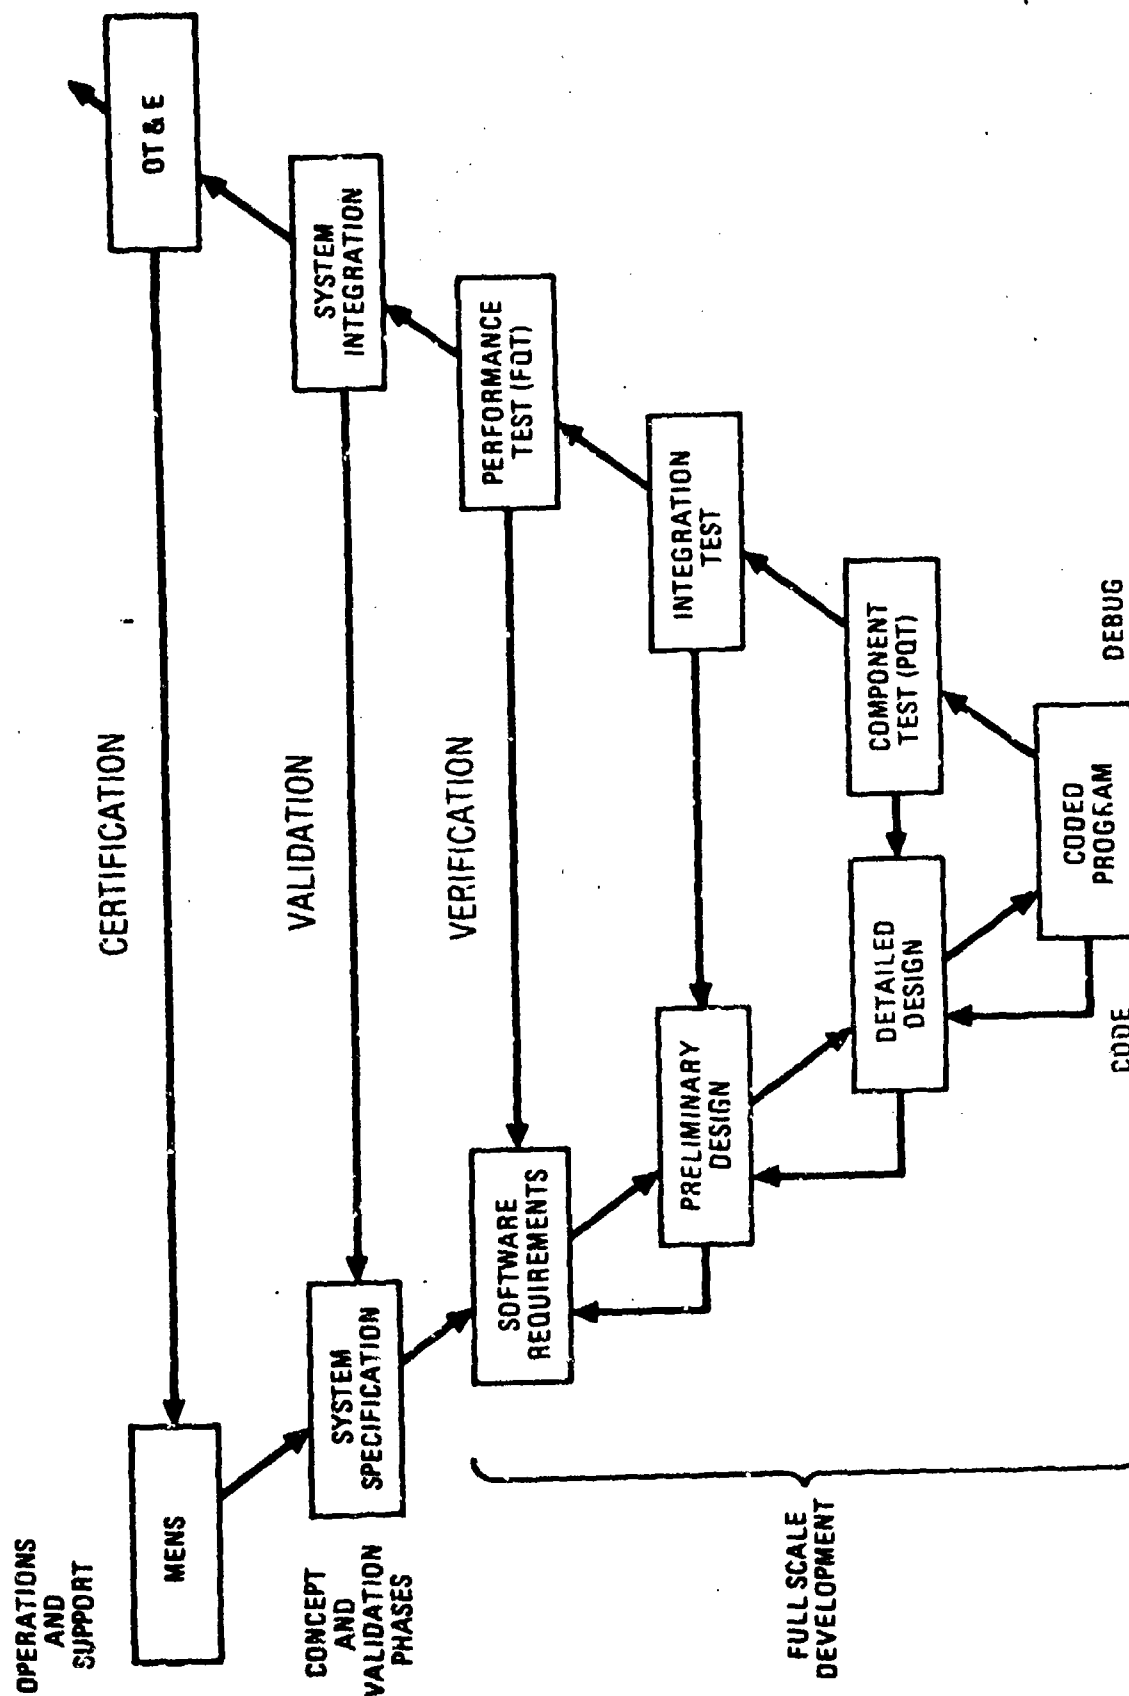 OPERATIONS
AND
SUPPORT
MENS
CERTIFICATION
OT & E
CONCEPT
AND
VALIDATION
PHASES
SYSTEM
SPECIFICATION
VALIDATION
SYSTEM
INTEGRATION
SOFTWARE
REQUIREMENTS
VERIFICATION
PERFORMANCE
TEST (FQT)
FULL SCALE
DEVELOPMENT
PRELIMINARY
DESIGN
INTEGRATION
TEST
DETAILED
DESIGN
COMPONENT
TEST (PQT)
CODED
PROGRAM
CODE
DEBUG